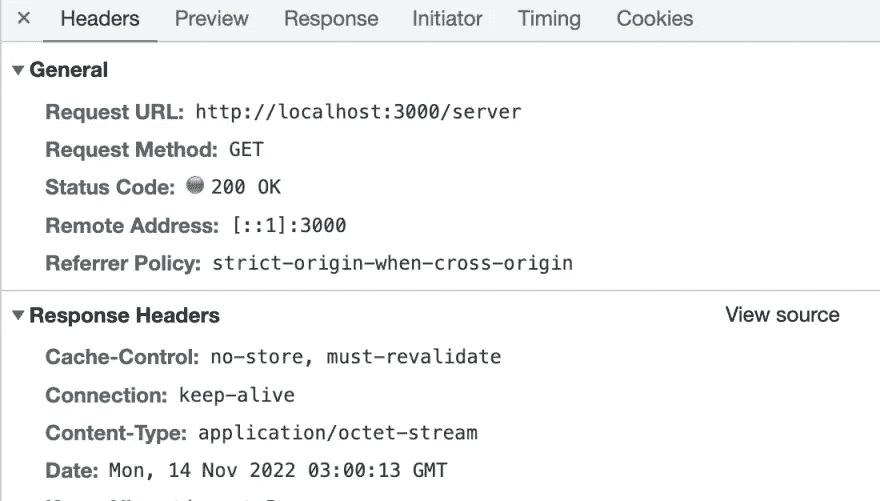 × Headers Preview Response Initiator Timing Cookies
▼ General
Request URL: http://localhost:3000/server
Request Method: GET
Status Code: 200 OK
Remote Address: [::1]:3000
Referrer Policy: strict-origin-when-cross-origin
▼ Response Headers View source
Cache-Control: no-store, must-revalidate
Connection: keep-alive
Content-Type: application/octet-stream
Date: Mon, 14 Nov 2022 03:00:13 GMT